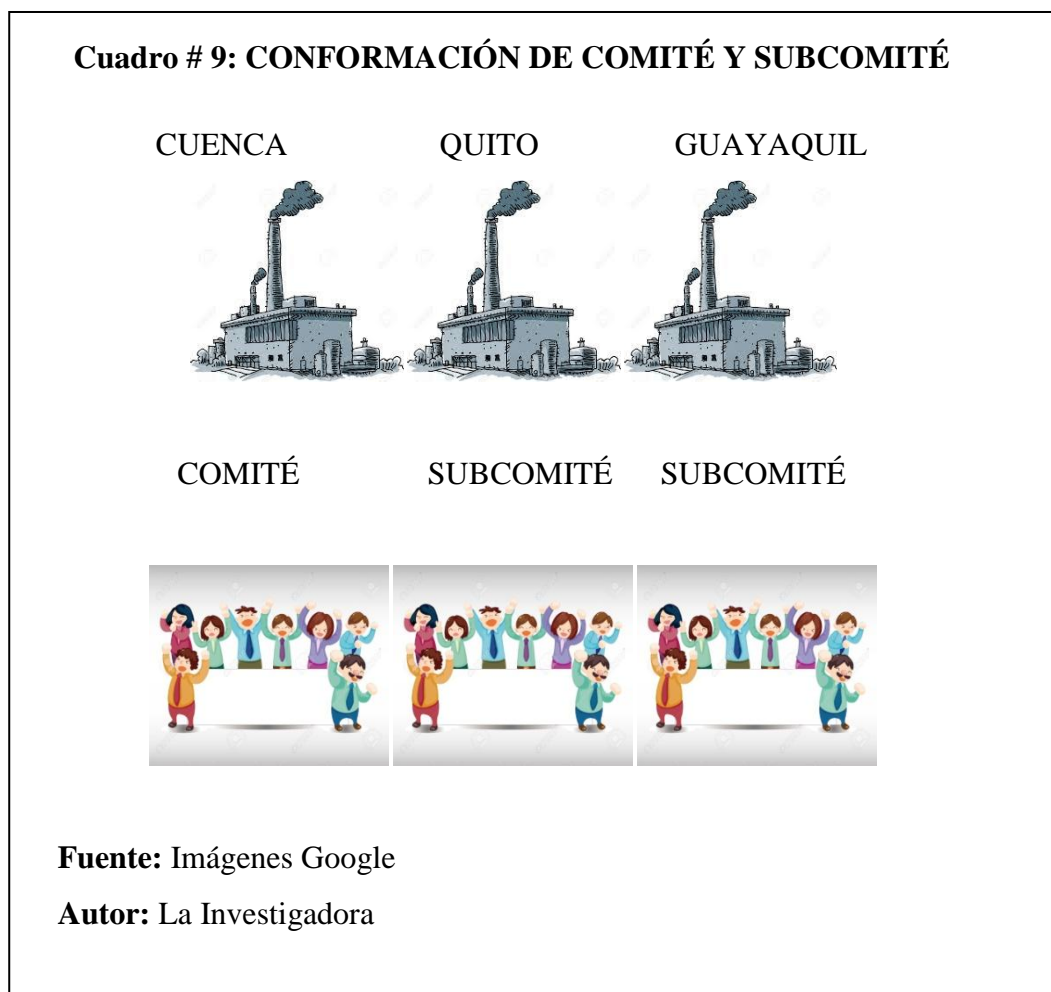 Cuadro # 9: CONFORMACIÓN DE COMITÉ Y SUBCOMITÉ
CUENCA QUITO GUAYAQUIL
COMITÉ SUBCOMITÉ SUBCOMITÉ
Fuente: Imágenes Google
Autor: La Investigadora